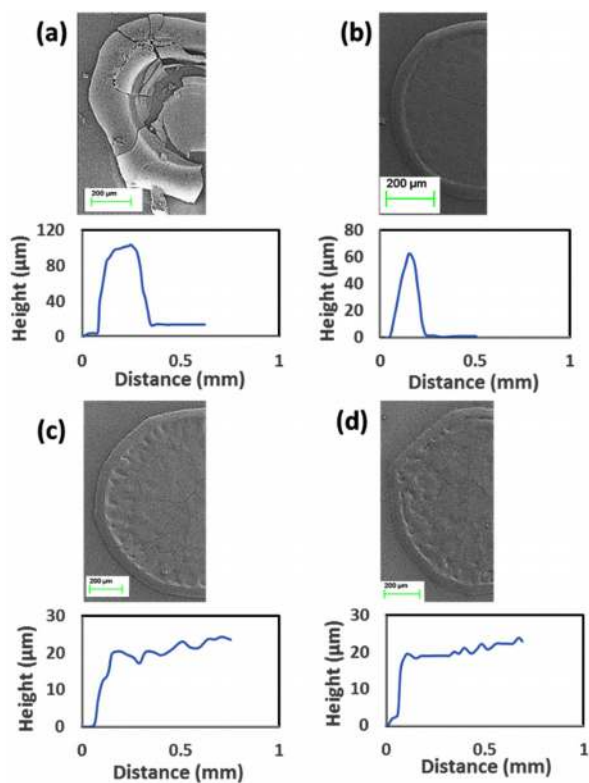 (a)
200 µm
120
80
40
0
Height (µm)
0 0.5 1
Distance (mm)
(b)
200 µm
80
60
40
20
0
Height (µm)
0 0.5 1
Distance (mm)
(c)
200 µm
30
20
10
0
Height (µm)
0 0.5 1
Distance (mm)
(d)
200 µm
30
20
10
0
Height (µm)
0 0.5 1
Distance (mm)